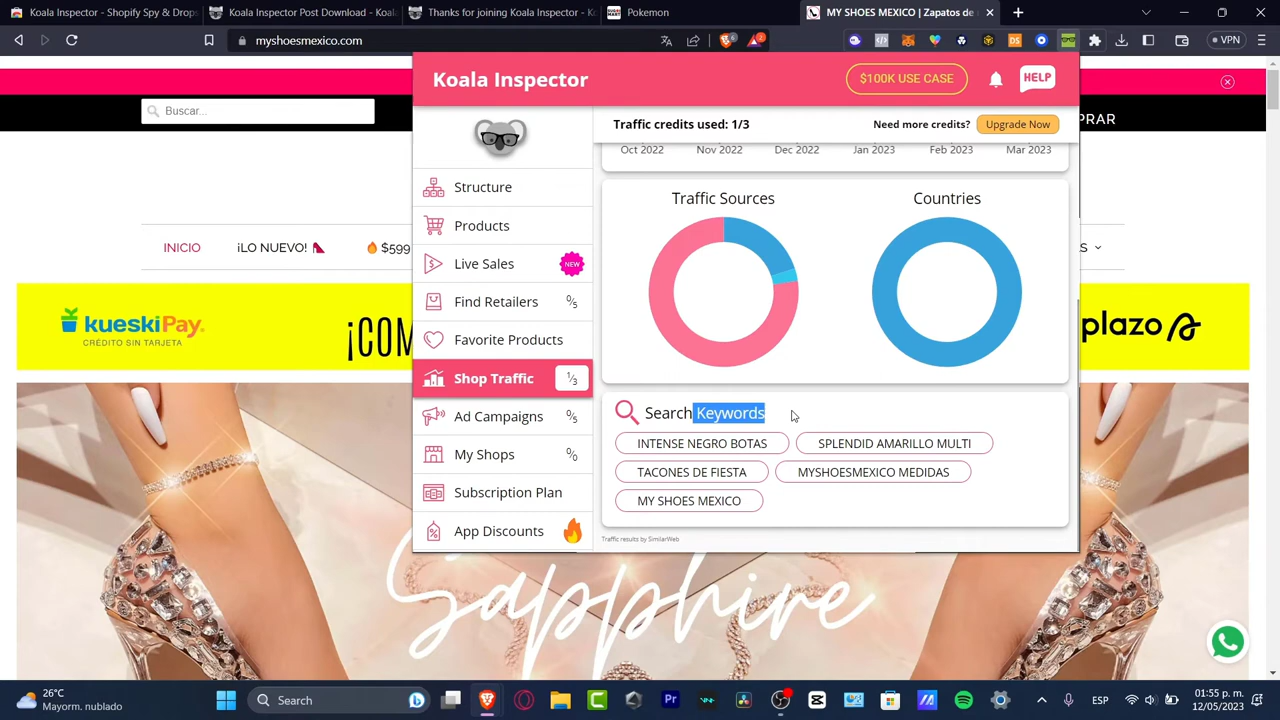 Koala Inspector - Shopify Spy & Drops
Koala Inspector Post Download - Koal
Thanks for joining Koala Inspector - Ko
Pokemon
MY SHOES MEXICO | Zapatos de
myshoesmexico.com
VPN
Buscar...
PRAR
INICIO
¡LO NUEVO!
$599
kueskiPay
CRÉDITO SIN TARJETA
¡COM
plazo
Sapphire
Koala Inspector
$100K USE CASE
HELP
Traffic credits used: 1/3
Need more credits?
Upgrade Now
Structure
Products
Live Sales
NEW
Find Retailers
0/5
Favorite Products
Shop Traffic
1/3
Ad Campaigns
0/5
My Shops
Subscription Plan
App Discounts
Oct 2022
Nov 2022
Dec 2022
Jan 2023
Feb 2023
Mar 2023
Traffic Sources
Countries
Search Keywords
INTENSE NEGRO BOTAS
SPLENDID AMARILLO MULTI
TACONES DE FIESTA
MYSHOESMEXICO MEDIDAS
MY SHOES MEXICO
Traffic results by SimilarWeb
26°C
Mayorm. nublado
Search
ESP
01:55 p. m.
12/05/2023